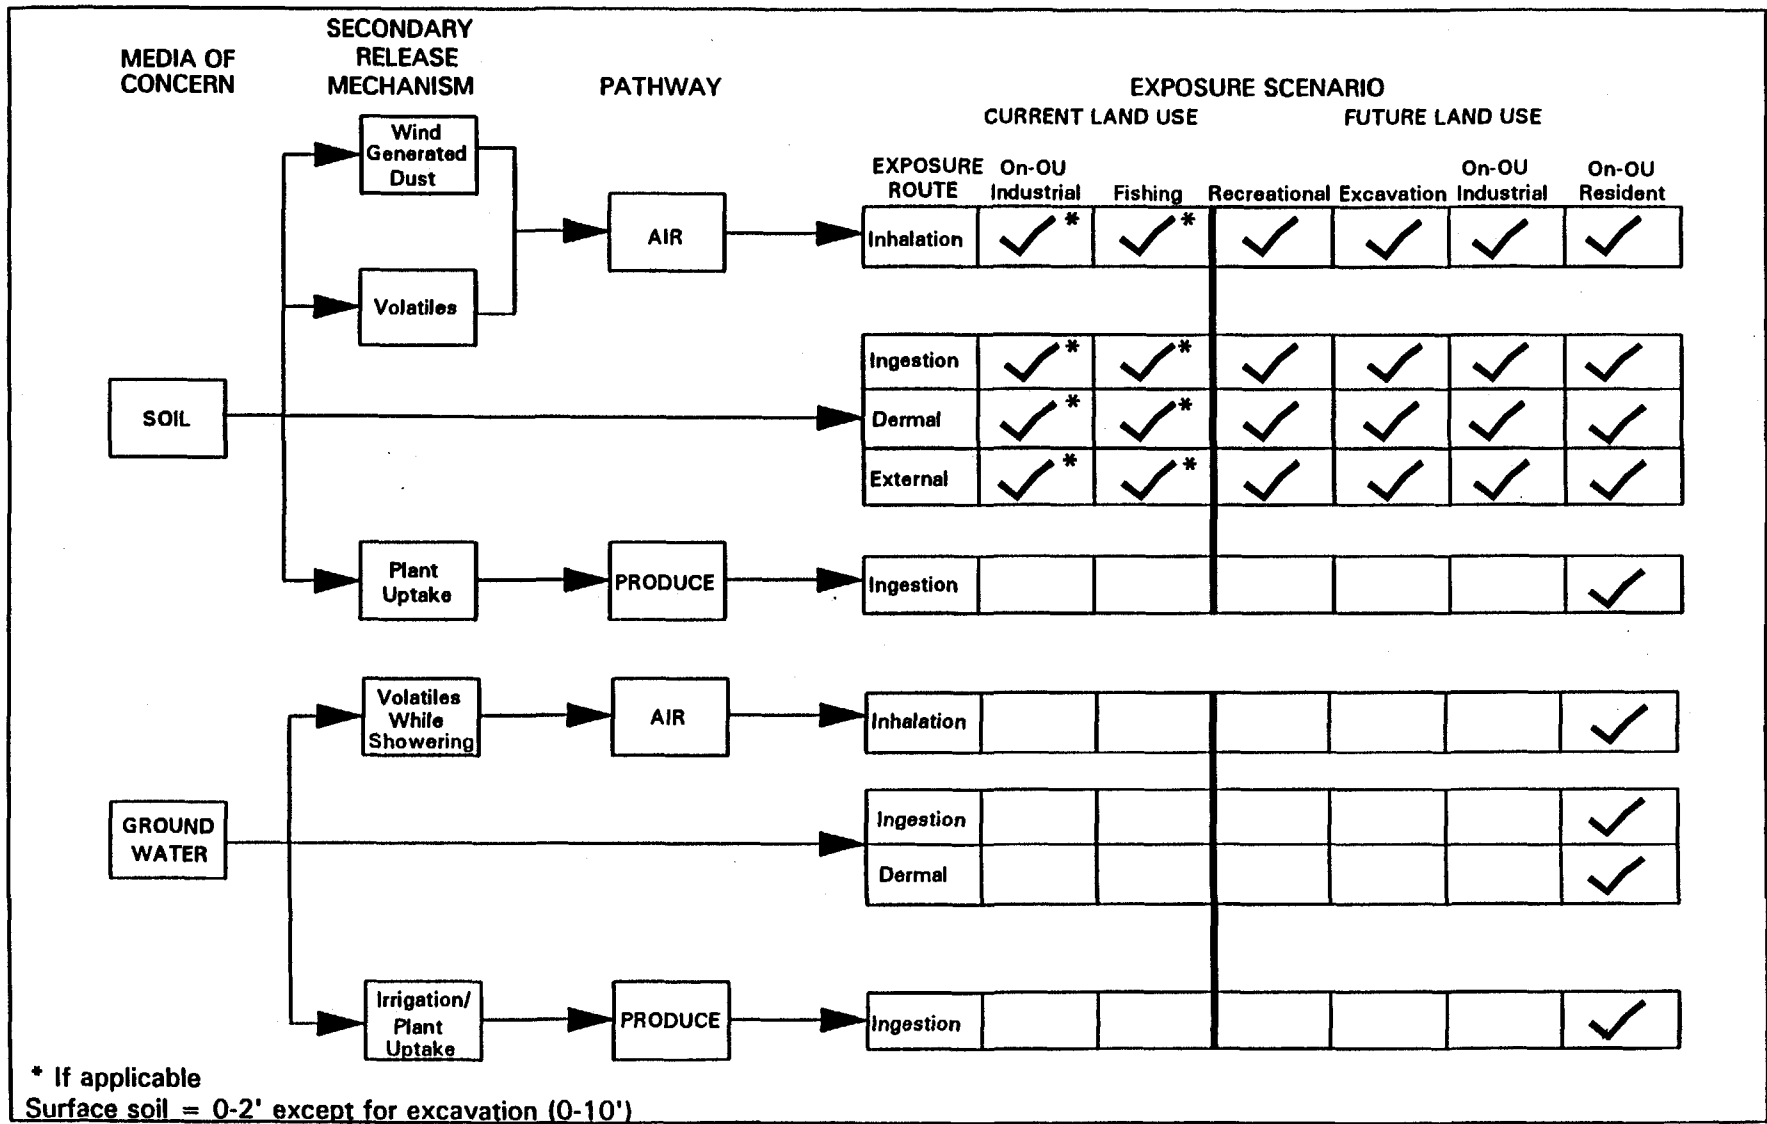 MEDIA OF
CONCERN
SECONDARY
RELEASE
MECHANISM
PATHWAY
EXPOSURE SCENARIO
CURRENT LAND USE
FUTURE LAND USE
EXPOSURE
ROUTE
On-OU
Industrial
Fishing
Recreational
Excavation
On-OU
Industrial
On-OU
Resident
SOIL
Wind
Generated
Dust
Volatiles
AIR
Inhalation
✓*
✓*
✓
✓
✓
✓
Ingestion
✓*
✓*
✓
✓
✓
✓
Dermal
✓*
✓*
✓
✓
✓
✓
External
✓*
✓*
✓
✓
✓
✓
Plant
Uptake
PRODUCE
Ingestion
✓
GROUND
WATER
Volatiles
While
Showering
AIR
Inhalation
✓
Ingestion
✓
Dermal
✓
Irrigation/
Plant
Uptake
PRODUCE
Ingestion
✓
* If applicable
Surface soil = 0-2' except for excavation (0-10')